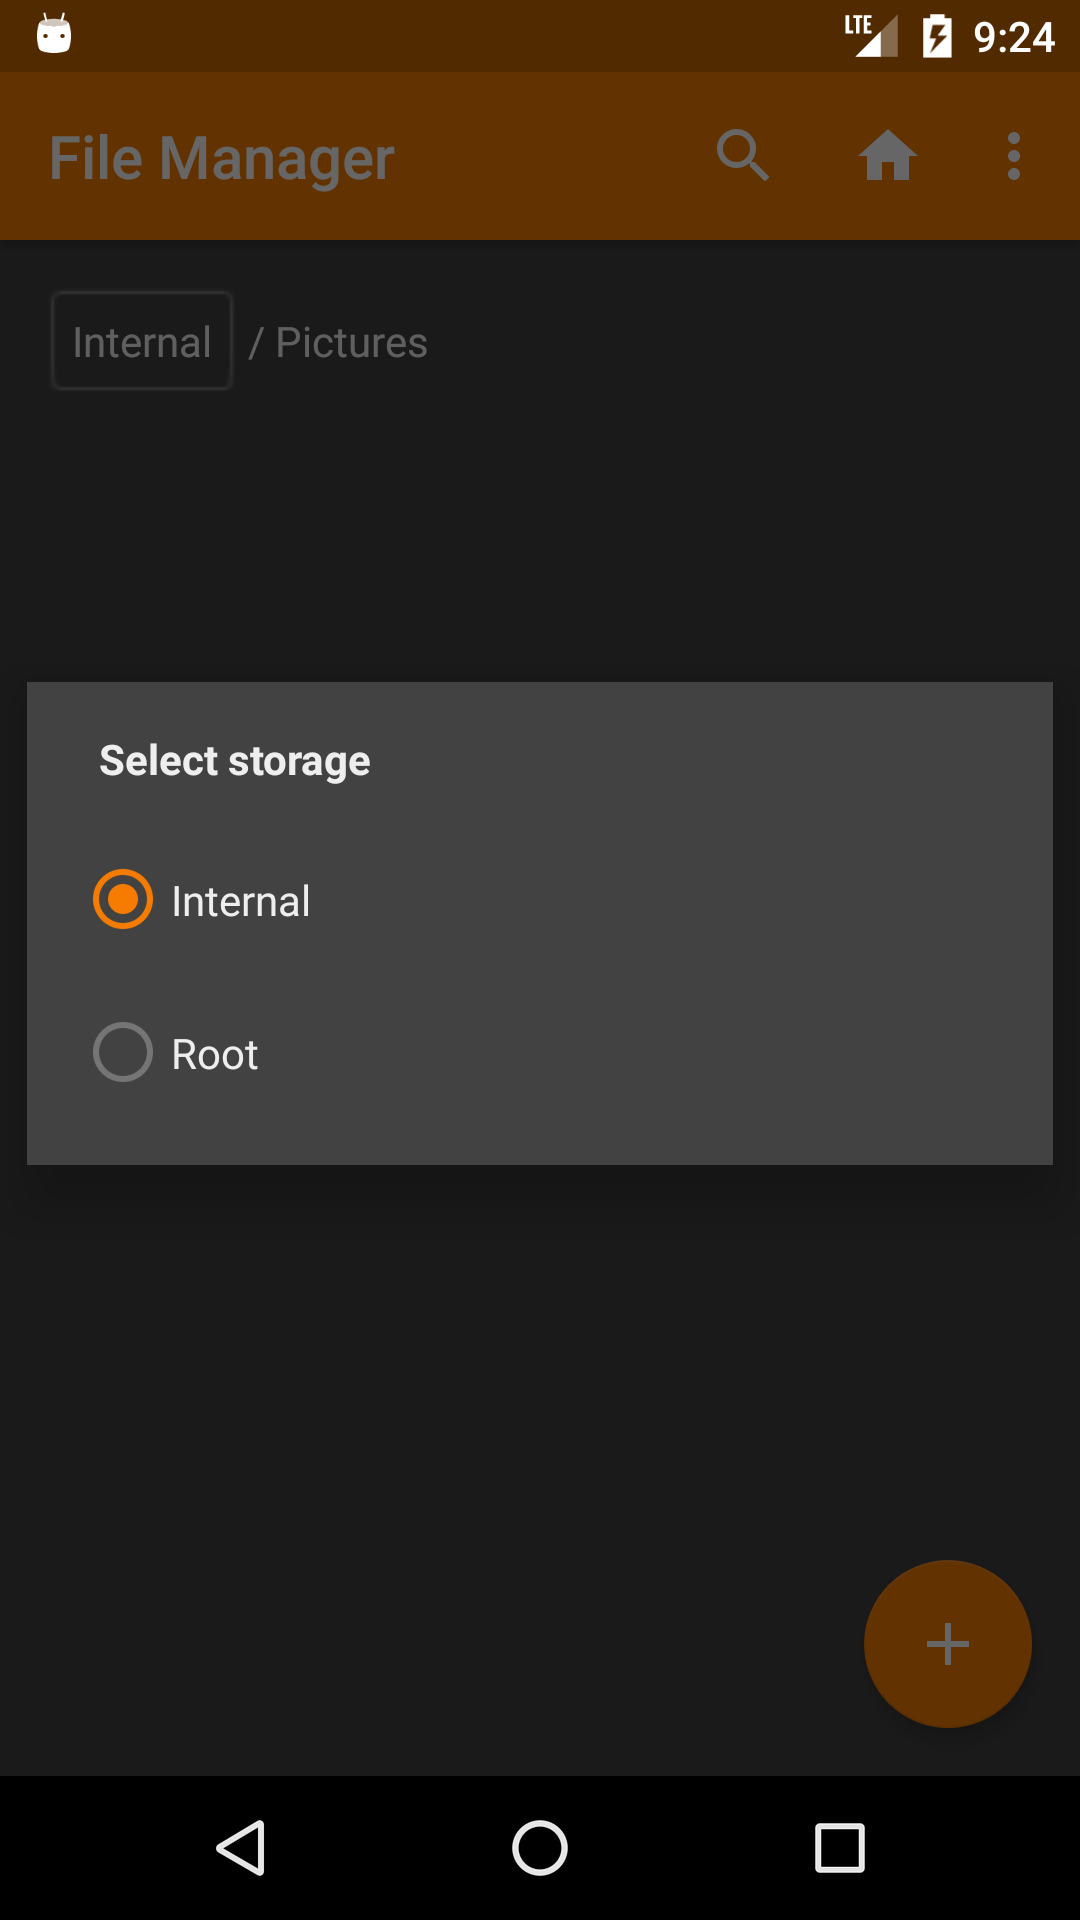 LTE 9:24
File Manager
Internal / Pictures
Select storage
Internal
Root